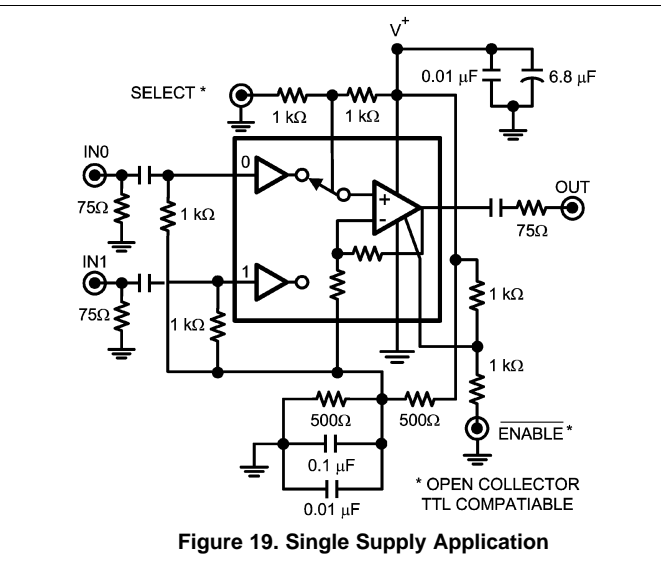 V+
0.01 μF
6.8 μF
SELECT *
1 kΩ
1 kΩ
IN0
0
+
-
OUT
75Ω
1 kΩ
75Ω
IN1
1
75Ω
1 kΩ
1 kΩ
1 kΩ
500Ω
500Ω
ENABLE *
0.1 μF
0.01 μF
* OPEN COLLECTOR
TTL COMPATIABLE
Figure 19. Single Supply Application